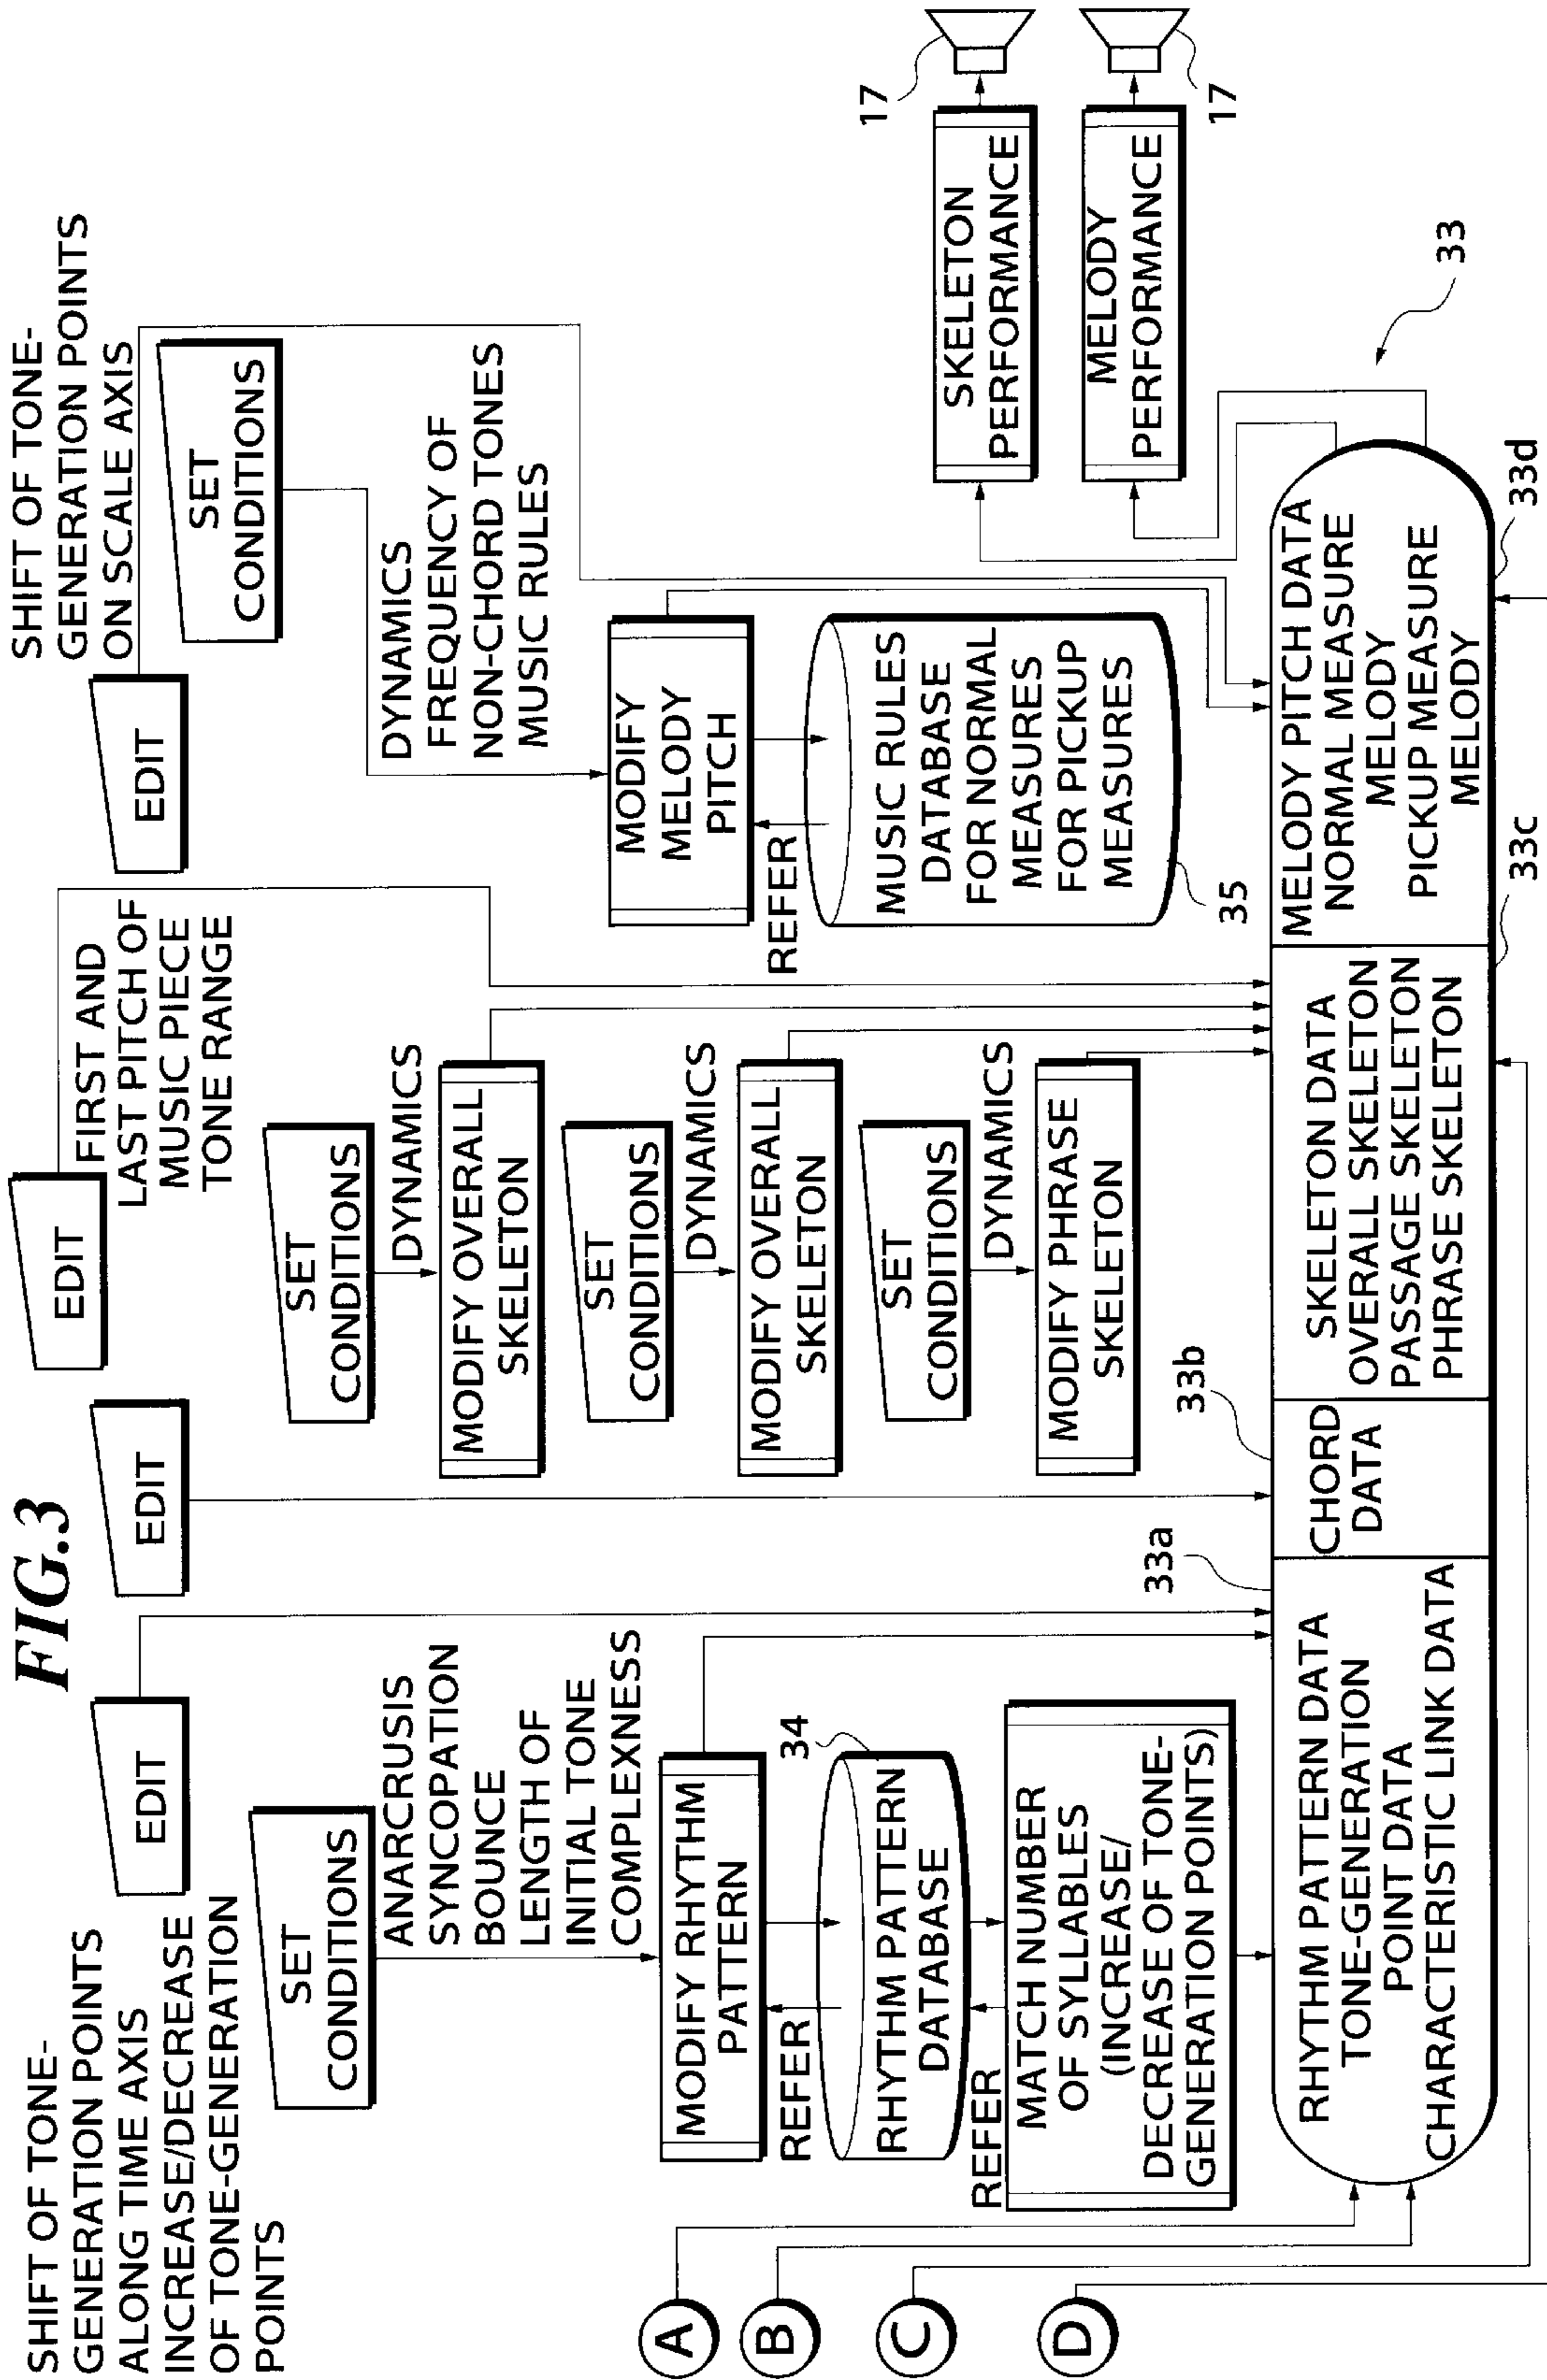 FIG.3
SHIFT OF TONE-
GENERATION POINTS
ALONG TIME AXIS
INCREASE/DECREASE
OF TONE-GENERATION
POINTS
EDIT
SET
CONDITIONS
ANARCRUSIS
SYNCOPATION
BOUNCE
LENGTH OF
INITIAL TONE
COMPLEXNESS
MODIFY RHYTHM
PATTERN
REFER
34
RHYTHM PATTERN
DATABASE
REFER
MATCH NUMBER
OF SYLLABLES
(INCREASE/
DECREASE OF TONE-
GENERATION POINTS)
EDIT
EDIT
FIRST AND
LAST PITCH OF
MUSIC PIECE
TONE RANGE
SET
CONDITIONS
DYNAMICS
MODIFY OVERALL
SKELETON
SET
CONDITIONS
DYNAMICS
MODIFY OVERALL
SKELETON
SET
CONDITIONS
DYNAMICS
MODIFY PHRASE
SKELETON
EDIT
SHIFT OF TONE-
GENERATION POINTS
ON SCALE AXIS
SET
CONDITIONS
DYNAMICS
FREQUENCY OF
NON-CHORD TONES
MUSIC RULES
MODIFY
MELODY
PITCH
REFER
MUSIC RULES
DATABASE
FOR NORMAL
MEASURES
FOR PICKUP
MEASURES
35
17
SKELETON
PERFORMANCE
MELODY
PERFORMANCE
17
33
A
B
C
D
33a
RHYTHM PATTERN DATA
TONE-GENERATION
POINT DATA
CHARACTERISTIC LINK DATA
33b
CHORD
DATA
SKELETON DATA
OVERALL SKELETON
PASSAGE SKELETON
PHRASE SKELETON
33c
MELODY PITCH DATA
NORMAL MEASURE
MELODY
PICKUP MEASURE
MELODY
33d